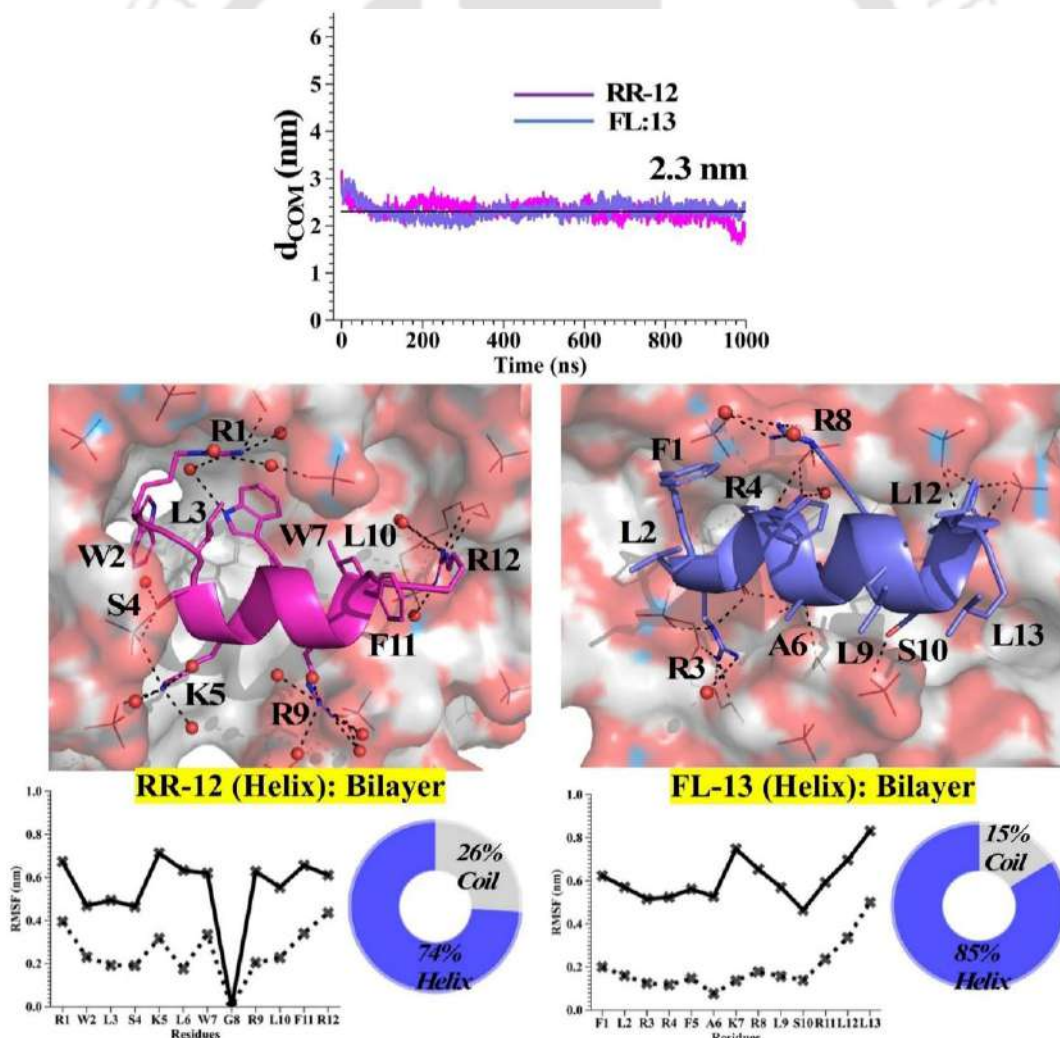 6
5
4
3
2
1
0
d_COM (nm)
RR-12
FL:13
2.3 nm
0 200 400 600 800 1000
Time (ns)
R1
L3
W2
W7
L10
R12
S4
F11
K5
R9
F1
R8
R4
L12
L2
R3
A6
L9
S10
L13
RR-12 (Helix): Bilayer
FL-13 (Helix): Bilayer
1.0
0.8
0.6
0.4
0.2
0.0
RMSF (nm)
R1 W2 L3 S4 K5 L6 W7 G8 R9 L10 F11 R12
Residues
26%
Coil
74%
Helix
1.0
0.8
0.6
0.4
0.2
0.0
RMSF (nm)
F1 L2 R3 R4 F5 A6 K7 R8 L9 S10 R11 L12 L13
Residues
15%
Coil
85%
Helix